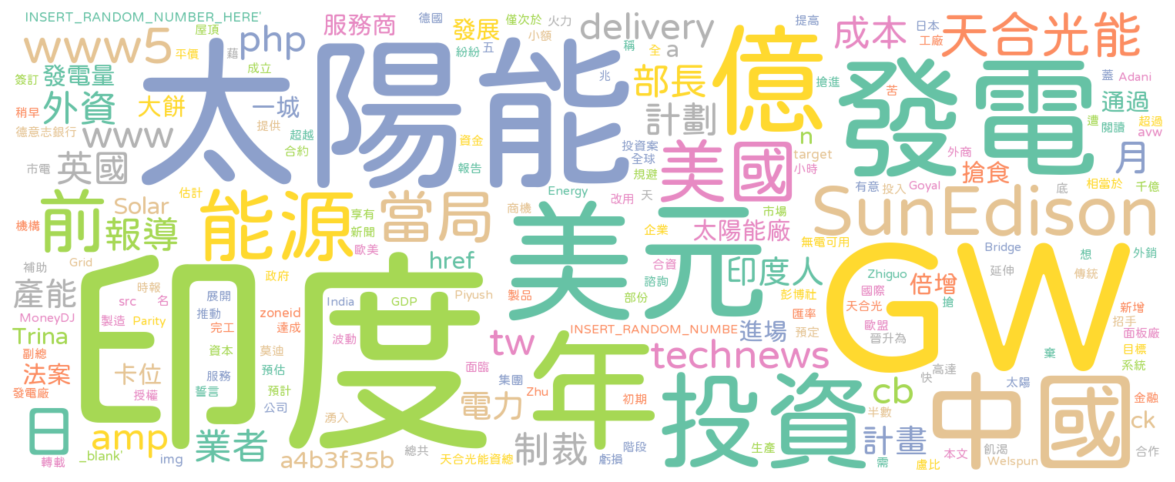 INSERT_RANDOM_NUMBER_HERE'
www5
屋頂
平價
藉
成立
php
服務商
德國
五
紛紛
發展
僅次於
小額
火力
delivery
稱
兆
全
a
部長
億
提高
搶進
成本
日本
工廠
天合光能
簽訂
發電量
稍早
外資
大餅
一城
太陽能
計劃
n
發電
苦
蓋
Adani
遭
通過
閱讀
超過
aww
德意志銀行
www
提供
超越
合約
資金
報告
投資案
全球
規避
美國
target
小時
外商
搶食
月
市電
英國
估計
Energy
改用
天
有意
投入
Goyal
底
相當於
千億
機構
前
Solar
報導
能源
享有
新聞
歐美
當局
商機
美元
企業
市場
太陽能廠
無電可用
SunEdison
補助
Grid
時報
產能
src
名
MoneyDJ
製造
Parity
印度
展開
推動
完工
政府
India
GDP
zoneid
達成
波動
href
Piyush
製品
部份
合資
諮詢
印度人
彭博社
匯率
預定
Zhiguo
國際
天合光
歐盟
晉升為
倍增
搶
GW
Bridge
延伸
想
傳統
外銷
新增
招手
面板廠
目標
系統
棄
Trina
副總
法案
發電廠
卡位
授權
資本
服務
誓言
莫迪
預估
預計
公司
湧入
面臨
集團
電力
tw
Zhu
初期
年
INSERT_RANDOM_NUMBE
進場
technews
投資
cb
半數
快
高達
太陽
中國
金融
ck
日
轉載
_blank'
amp
img
業者
a4b3f35b
總共
天合光能資總
制裁
虧損
階段
生產
計畫
需
盧比
本文
飢渴
Welspun
合作